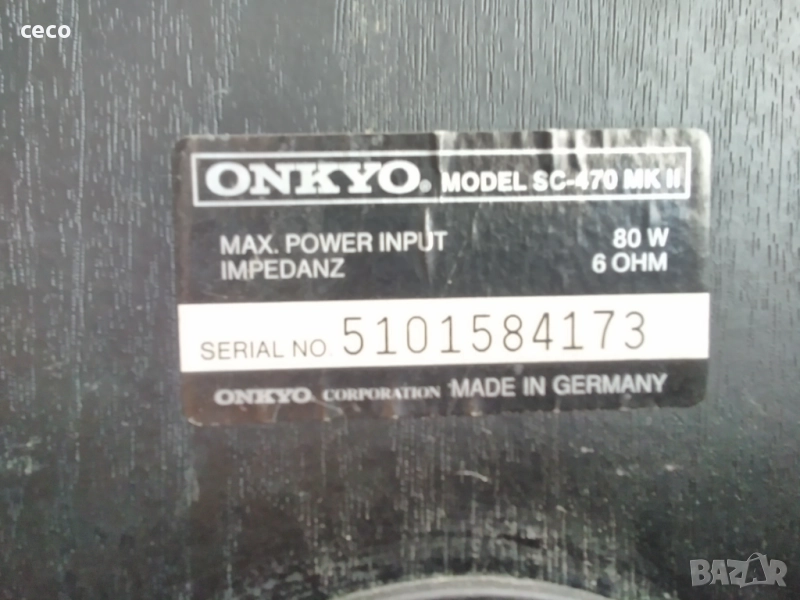 ceco
ONKYO® MODEL SC-470 MK II
MAX. POWER INPUT 80 W
IMPEDANZ 6 OHM
SERIAL NO. 5101584173
ONKYO CORPORATION MADE IN GERMANY
BAZAR